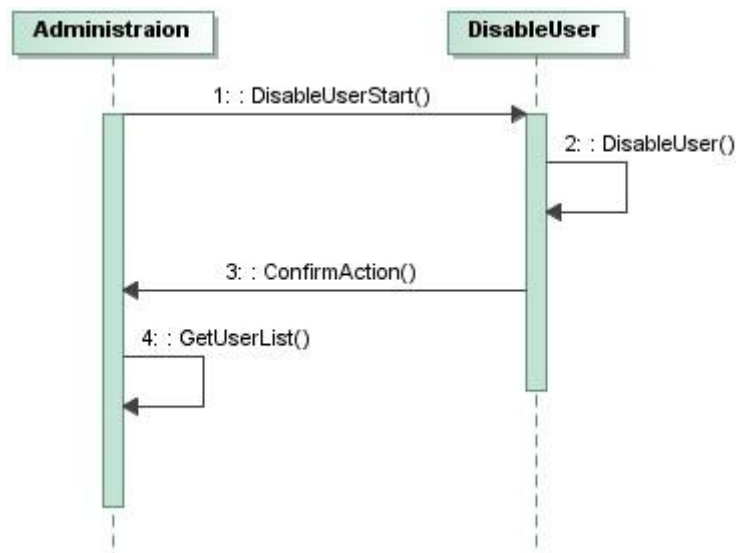 Administraion
DisableUser
1: : DisableUserStart()
2: : DisableUser()
3: : ConfirmAction()
4: : GetUserList()